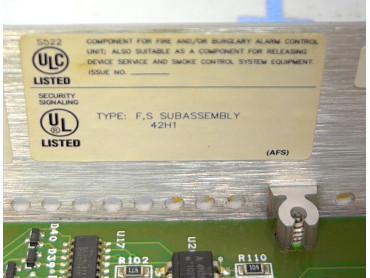 S522
ULC
LISTED
COMPONENT FOR FIRE AND/OR BURGLARY ALARM CONTROL
UNIT; ALSO SUITABLE AS A COMPONENT FOR RELEASING
DEVICE SERVICE AND SMOKE CONTROL SYSTEM EQUIPMENT.
ISSUE NO.
SECURITY
SIGNALING
UL
LISTED
TYPE: F,S SUBASSEMBLY
42H1
(AFS)
D40 D39
U17
R102
U2
R110